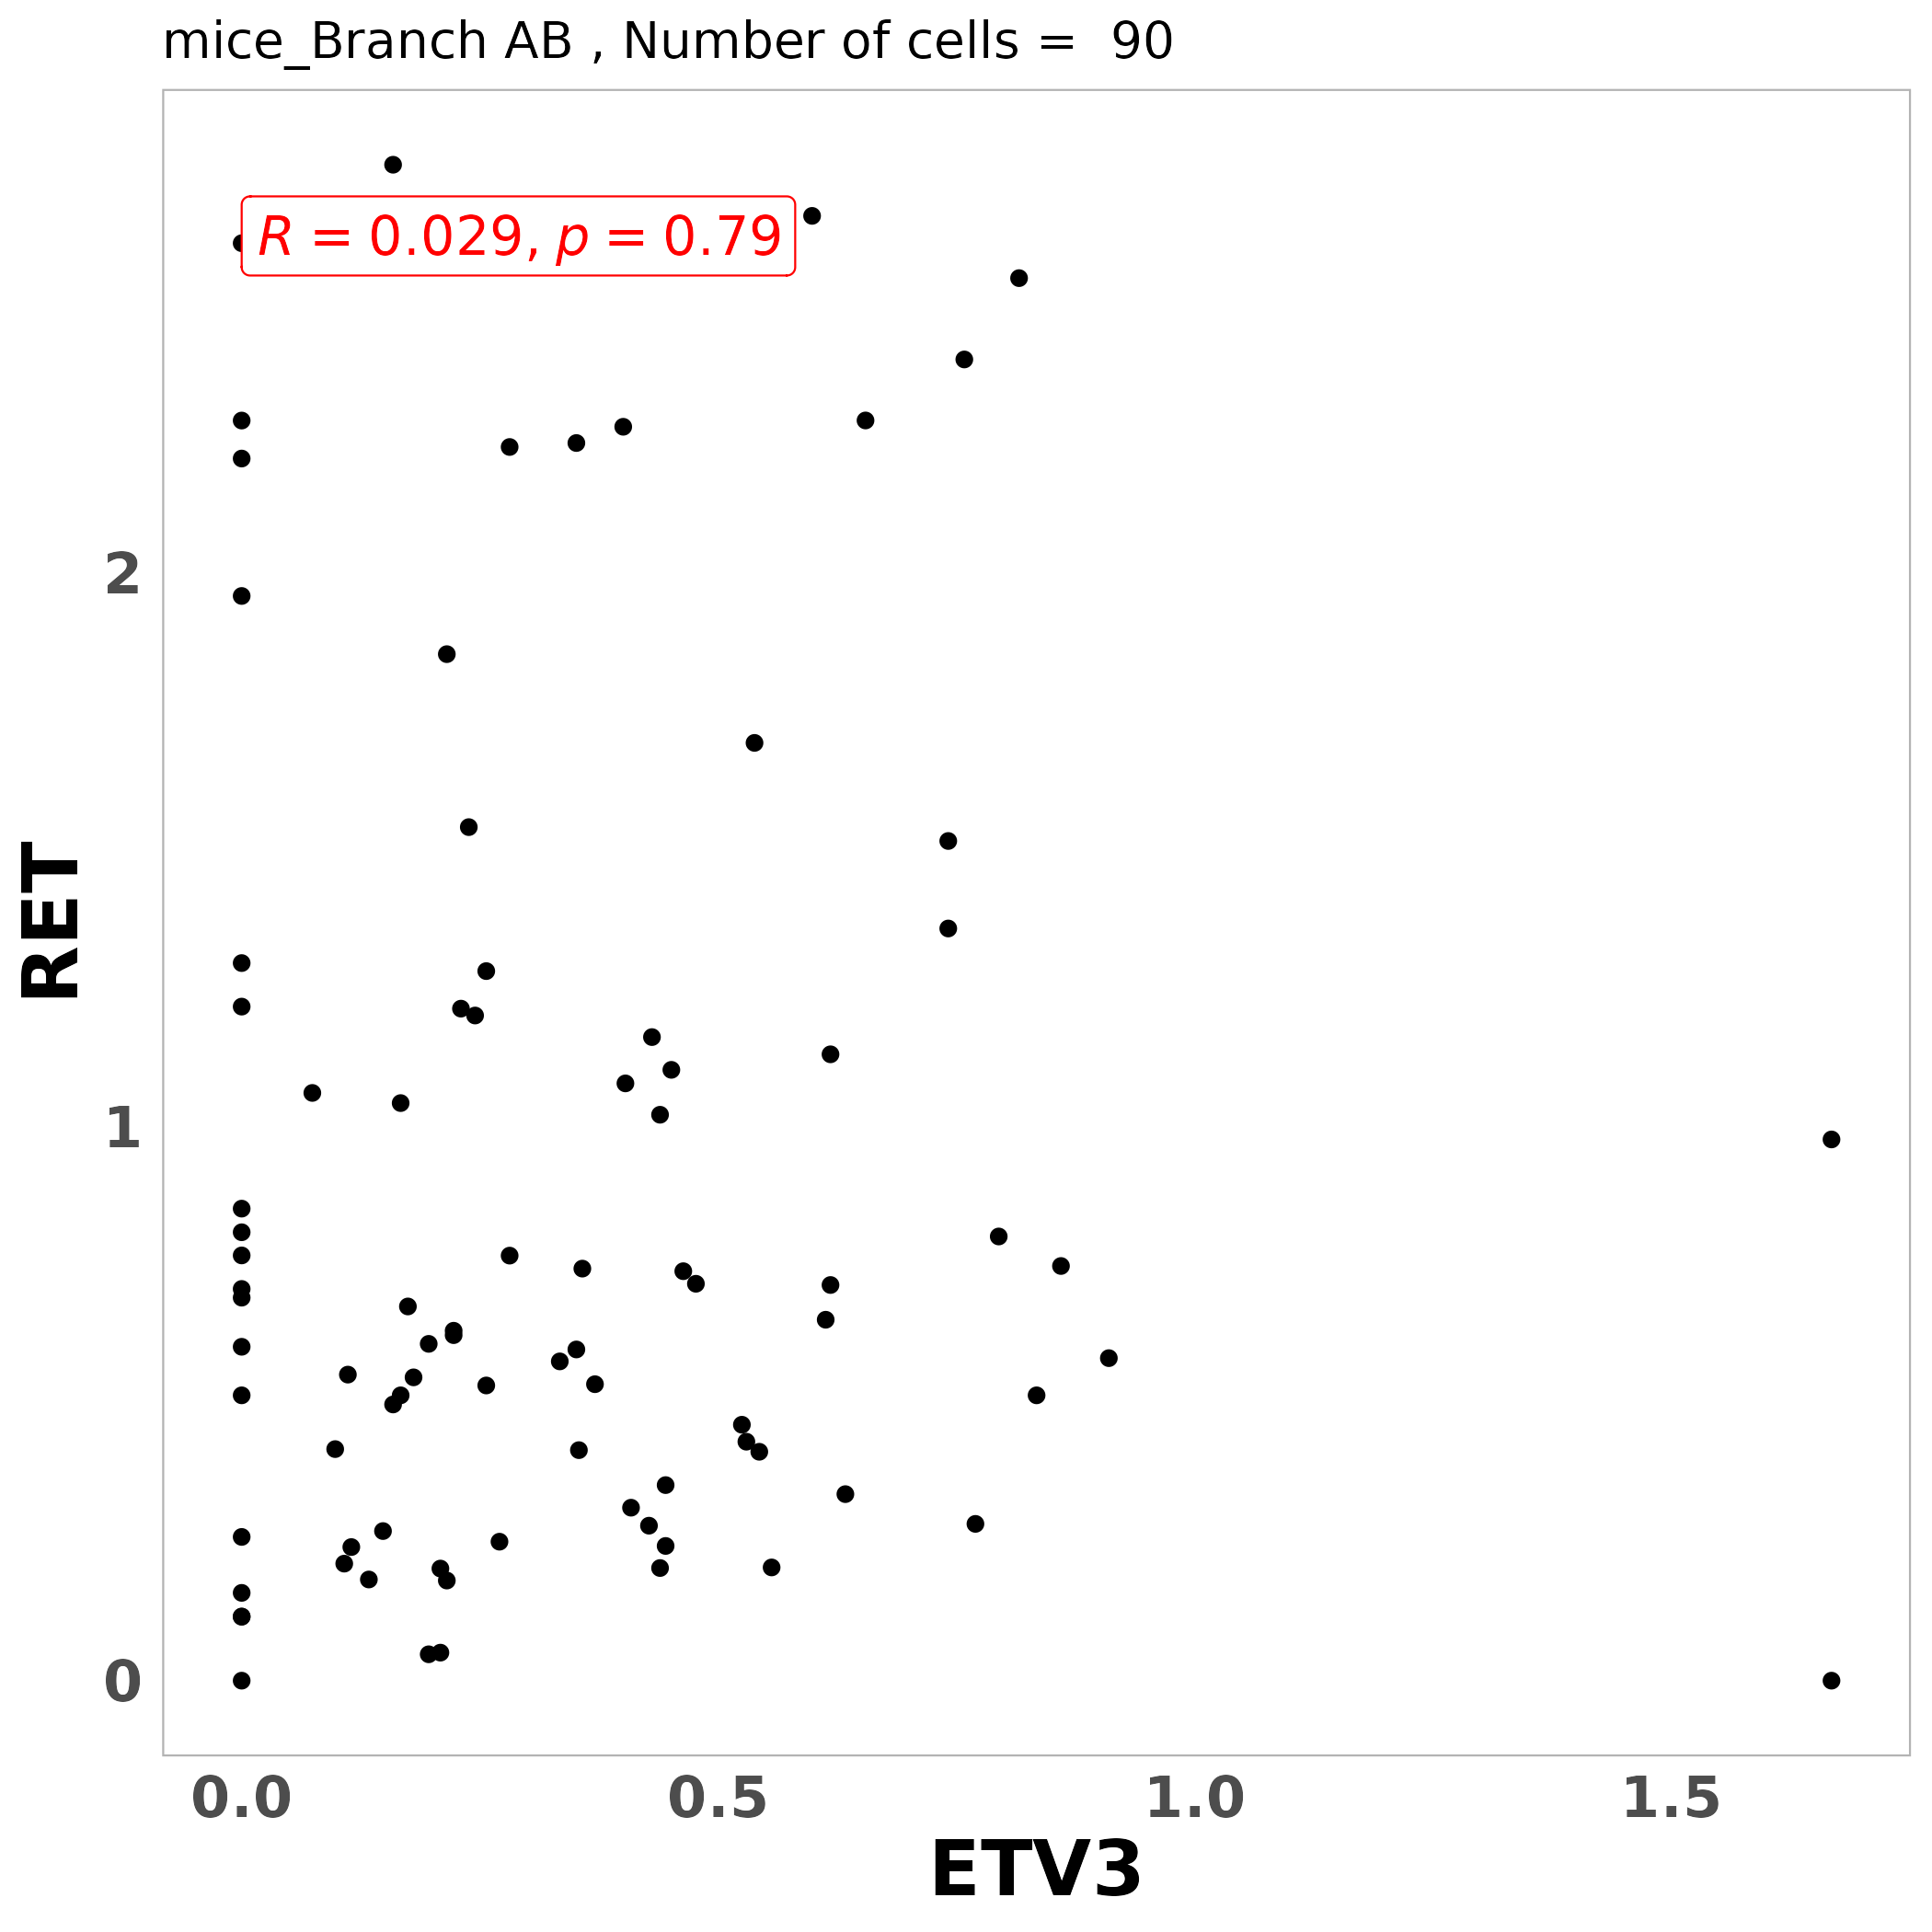 mice_Branch AB , Number of cells =  90
R = 0.029, p = 0.79
RET
2
1
0
0.0 0.5 1.0 1.5
ETV3